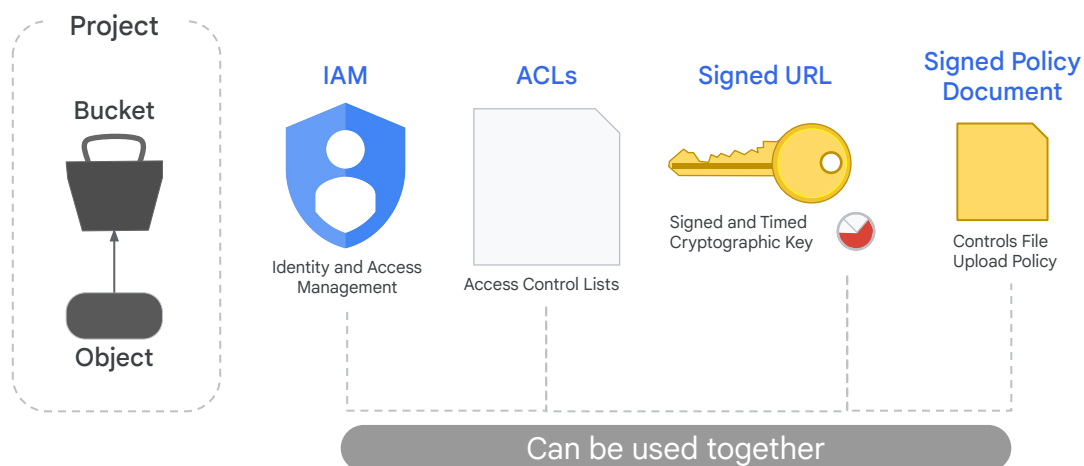 Project
Bucket
Object
IAM
Identity and Access
Management
ACLs
Access Control Lists
Signed URL
Signed and Timed
Cryptographic Key
Signed Policy
Document
Controls File
Upload Policy
Can be used together